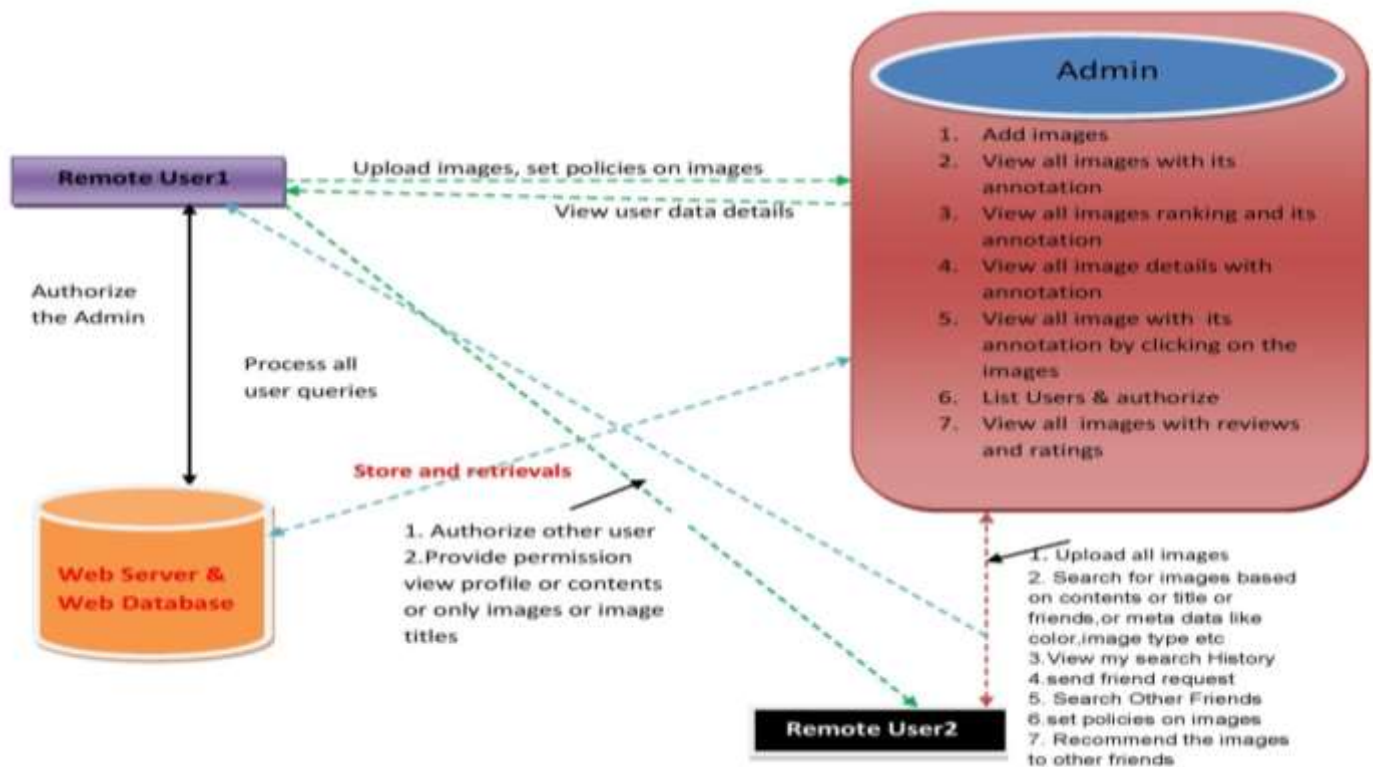 Admin
1. Add images
2. View all images with its
annotation
3. View all images ranking and its
annotation
4. View all image details with
annotation
5. View all image with its
annotation by clicking on the
images
6. List Users & authorize
7. View all images with reviews
and ratings
Remote User1
Upload images, set policies on images
View user data details
Authorize
the Admin
Process all
user queries
Store and retrievals
Web Server &
Web Database
1. Authorize other user
2.Provide permission
view profile or contents
or only images or image
titles
1. Upload all images
2. Search for images based
on contents or title or
friends,or meta data like
color,image type etc
3.View my search History
4.send friend request
5. Search Other Friends
6.set policies on images
7. Recommend the images
to other friends
Remote User2